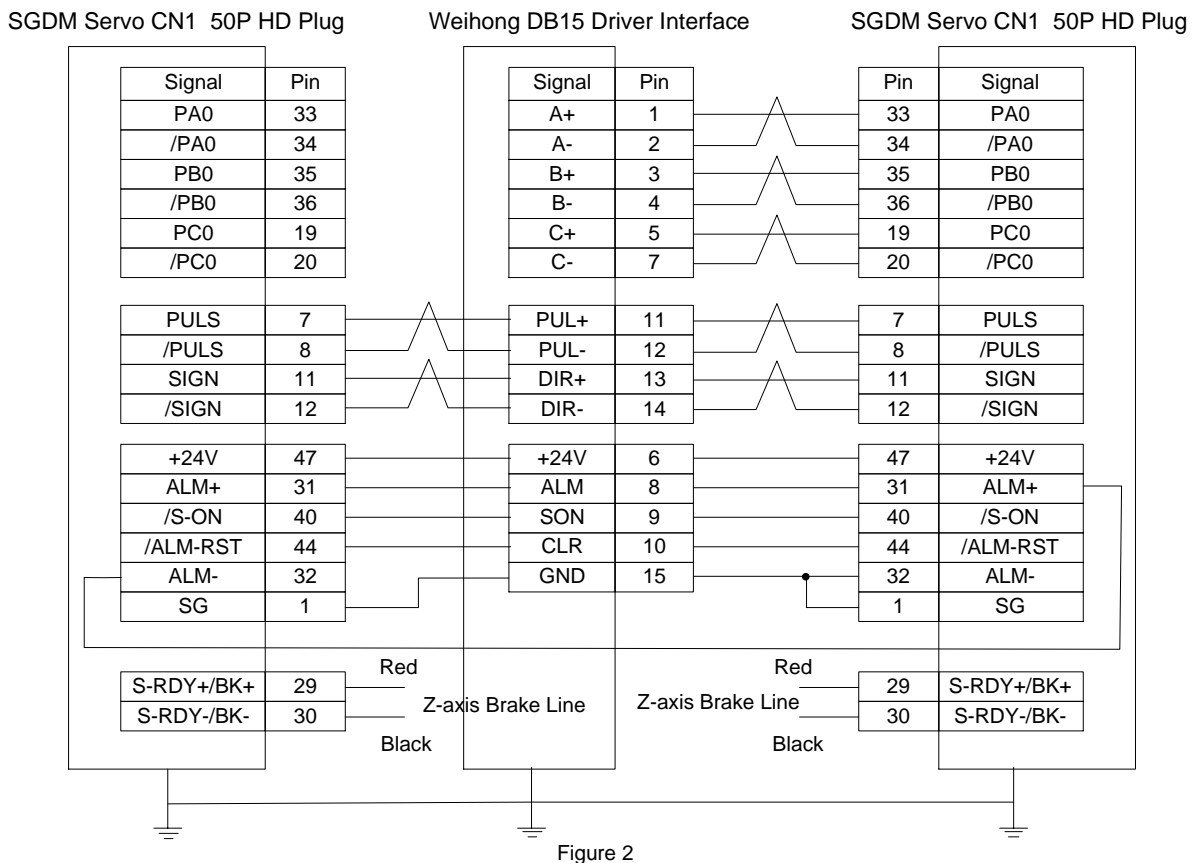 SGDM Servo CN1 50P HD Plug Weihong DB15 Driver Interface SGDM Servo CN1 50P HD Plug
Signal Pin Signal Pin Pin Signal
PA0 33 A+ 1 33 PA0
/PA0 34 A- 2 34 /PA0
PB0 35 B+ 3 35 PB0
/PB0 36 B- 4 36 /PB0
PC0 19 C+ 5 19 PC0
/PC0 20 C- 7 20 /PC0
PULS 7 PUL+ 11 7 PULS
/PULS 8 PUL- 12 8 /PULS
SIGN 11 DIR+ 13 11 SIGN
/SIGN 12 DIR- 14 12 /SIGN
+24V 47 +24V 6 47 +24V
ALM+ 31 ALM 8 31 ALM+
/S-ON 40 SON 9 40 /S-ON
/ALM-RST 44 CLR 10 44 /ALM-RST
ALM- 32 GND 15 32 ALM-
SG 1 1 SG
Red Red
S-RDY+/BK+ 29 29 S-RDY+/BK+
Z-axis Brake Line Z-axis Brake Line
S-RDY-/BK- 30 30 S-RDY-/BK-
Black Black
Figure 2